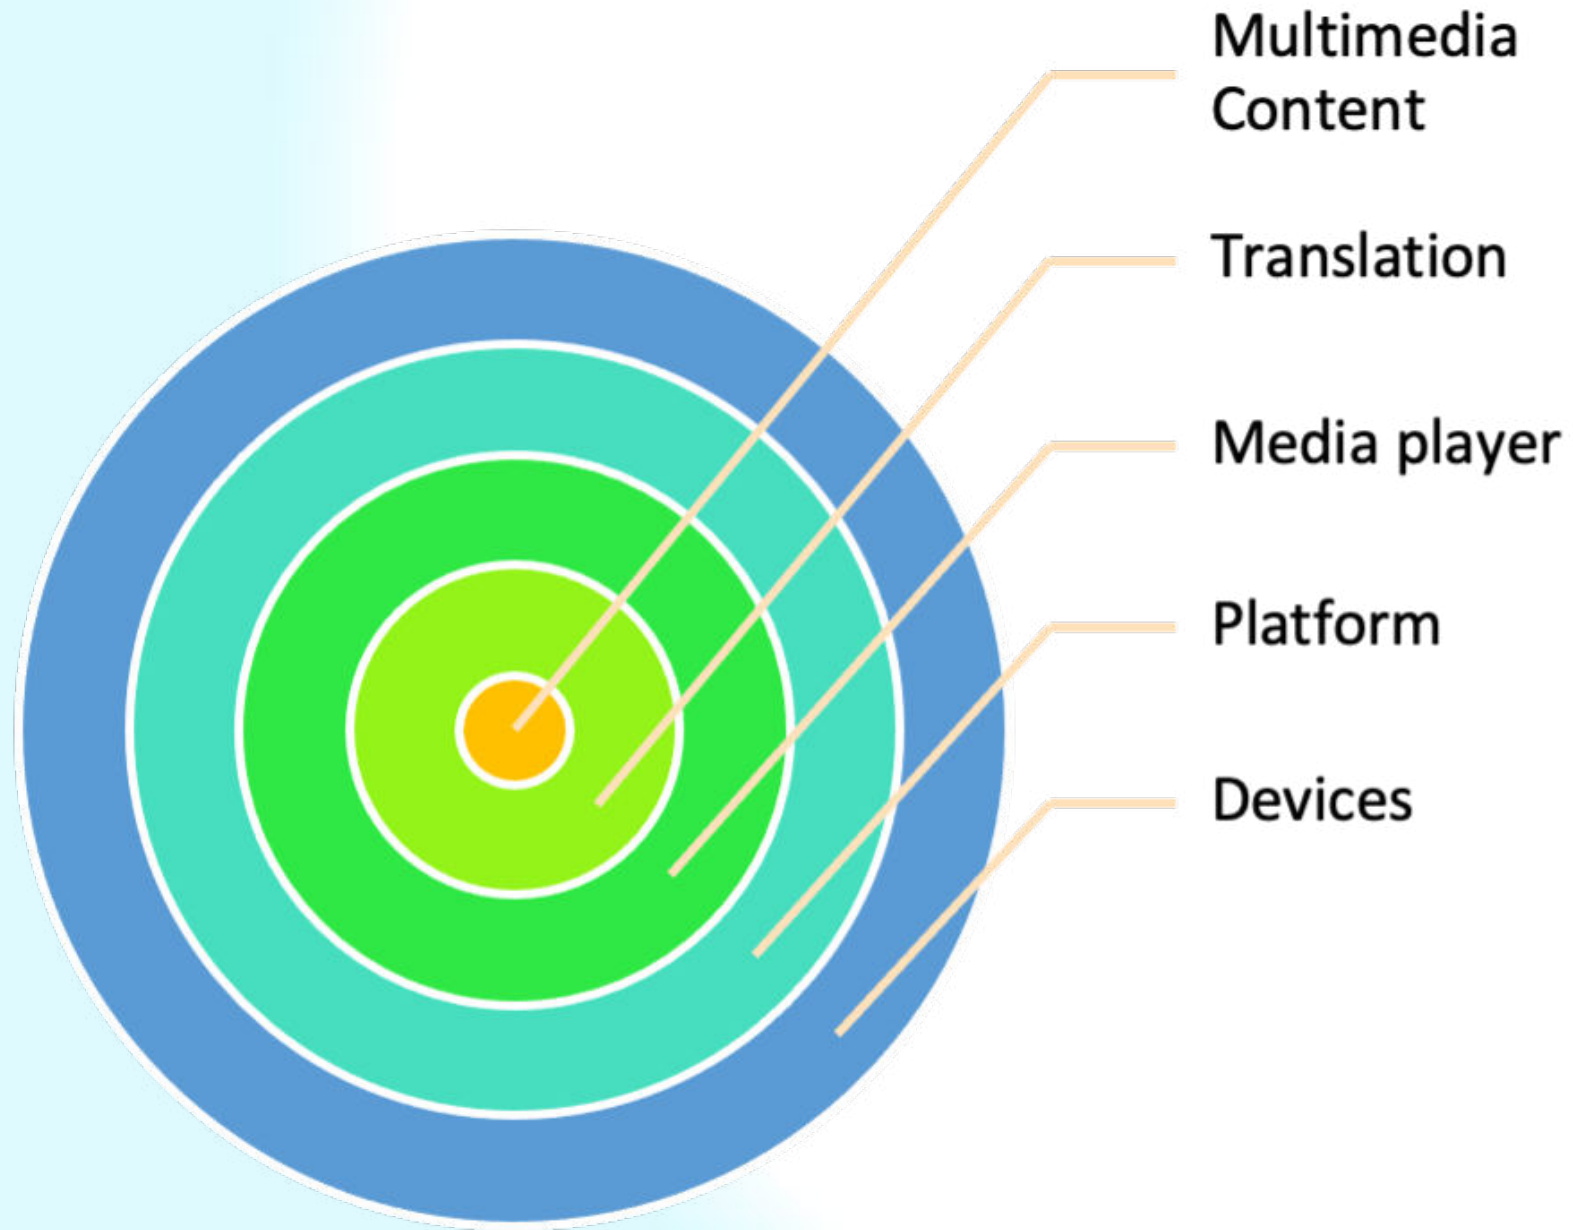 Multimedia
Content
Translation
Media player
Platform
Devices